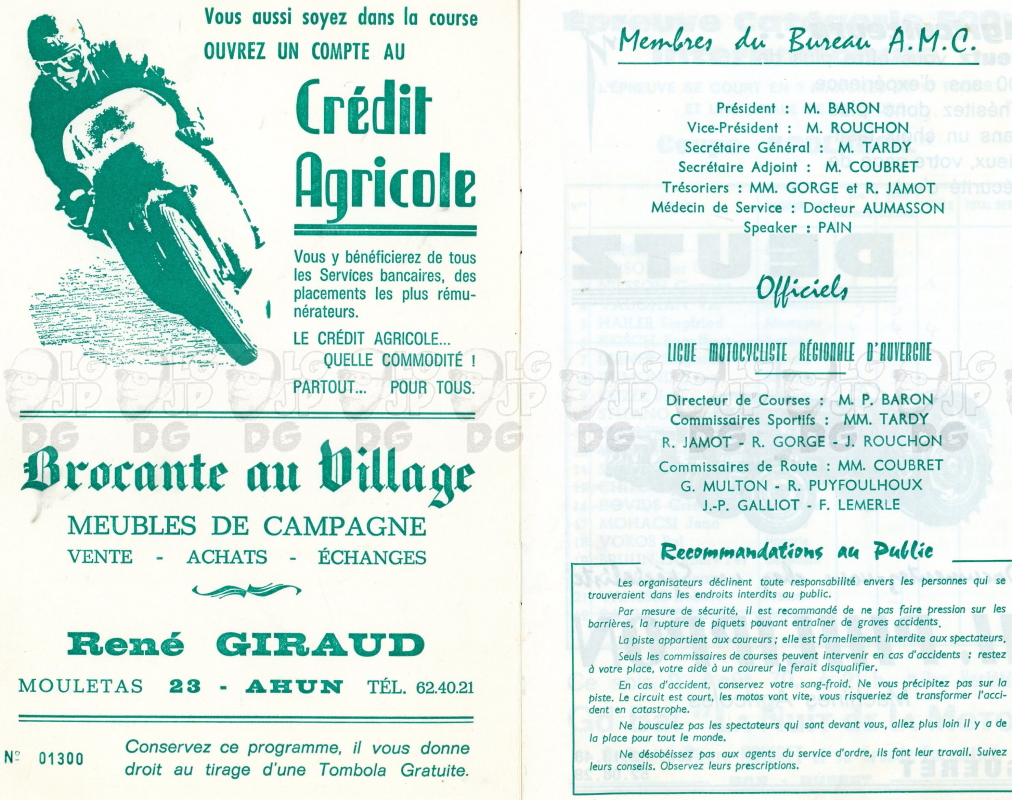 Vous aussi soyez dans la course
OUVREZ UN COMPTE AU
Crédit
Agricole
Vous y bénéficierez de tous
les Services bancaires, des
placements les plus rému-
nérateurs.
LE CRÉDIT AGRICOLE...
QUELLE COMMODITÉ !
PARTOUT... POUR TOUS.
Brocante au Village
MEUBLES DE CAMPAGNE
VENTE - ACHATS - ÉCHANGES
René GIRAUD
MOULETAS 23 - AHUN TÉL. 62.40.21
Nº 01300
Conservez ce programme, il vous donne
droit au tirage d'une Tombola Gratuite.
Membres du Bureau A.M.C.
Président : M. BARON
Vice-Président : M. ROUCHON
Secrétaire Général : M. TARDY
Secrétaire Adjoint : M. COUBRET
Trésoriers : MM. GORGE et R. JAMOT
Médecin de Service : Docteur AUMASSON
Speaker : PAIN
Officiels
LIGUE MOTOCYCLISTE RÉGIONALE D'AUVERGNE
Directeur de Courses : M. P. BARON
Commissaires Sportifs : MM. TARDY
R. JAMOT - R. GORGE - J. ROUCHON
Commissaires de Route : MM. COUBRET
G. MULTON - R. PUYFOULHOUX
J.-P. GALLIOT - F. LEMERLE
Recommandations au Public
Les organisateurs déclinent toute responsabilité envers les personnes qui se
trouveraient dans les endroits interdits au public.
Par mesure de sécurité, il est recommandé de ne pas faire pression sur les
barrières, la rupture de piquets pouvant entraîner de graves accidents.
La piste appartient aux coureurs ; elle est formellement interdite aux spectateurs.
Seuls les commissaires de courses peuvent intervenir en cas d'accidents : restez
à votre place, votre aide à un coureur le ferait disqualifier.
En cas d'accident, conservez votre sang-froid. Ne vous précipitez pas sur la
piste. Le circuit est court, les motos vont vite, vous risqueriez de transformer l'acci-
dent en catastrophe.
Ne bousculez pas les spectateurs qui sont devant vous, allez plus loin il y a de
la place pour tout le monde.
Ne désobéissez pas aux agents du service d'ordre, ils font leur travail. Suivez
leurs conseils. Observez leurs prescriptions.